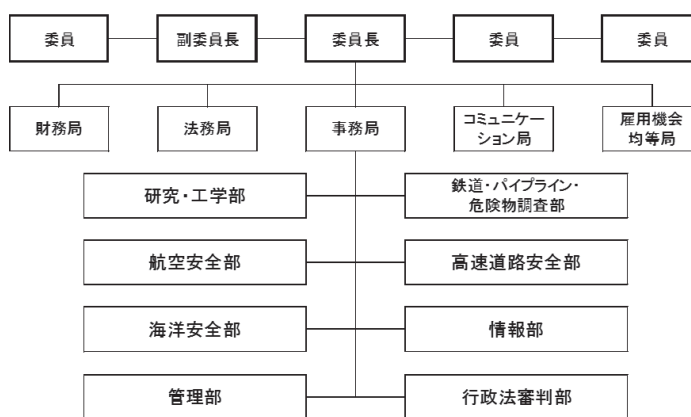 委員
副委員長
委員長
委員
委員
財務局
法務局
事務局
コミュニケー
ション局
雇用機会
均等局
研究・工学部
鉄道・パイプライン・
危険物調査部
航空安全部
高速道路安全部
海洋安全部
情報部
管理部
行政法審判部